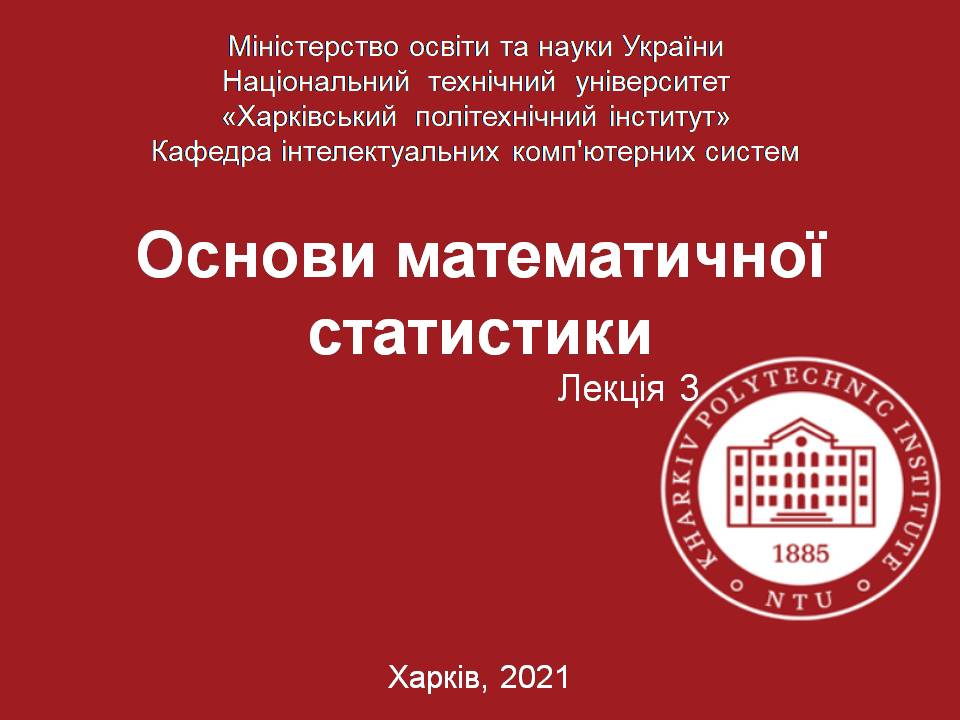 Міністерство освіти та науки України
Національний технічний університет
«Харківський політехнічний інститут»
Кафедра інтелектуальних комп'ютерних систем
Основи математичної
статистики
Лекція 3
KHARKIV POLYTECHNIC INSTITUTE
1885
NTU
Харків, 2021